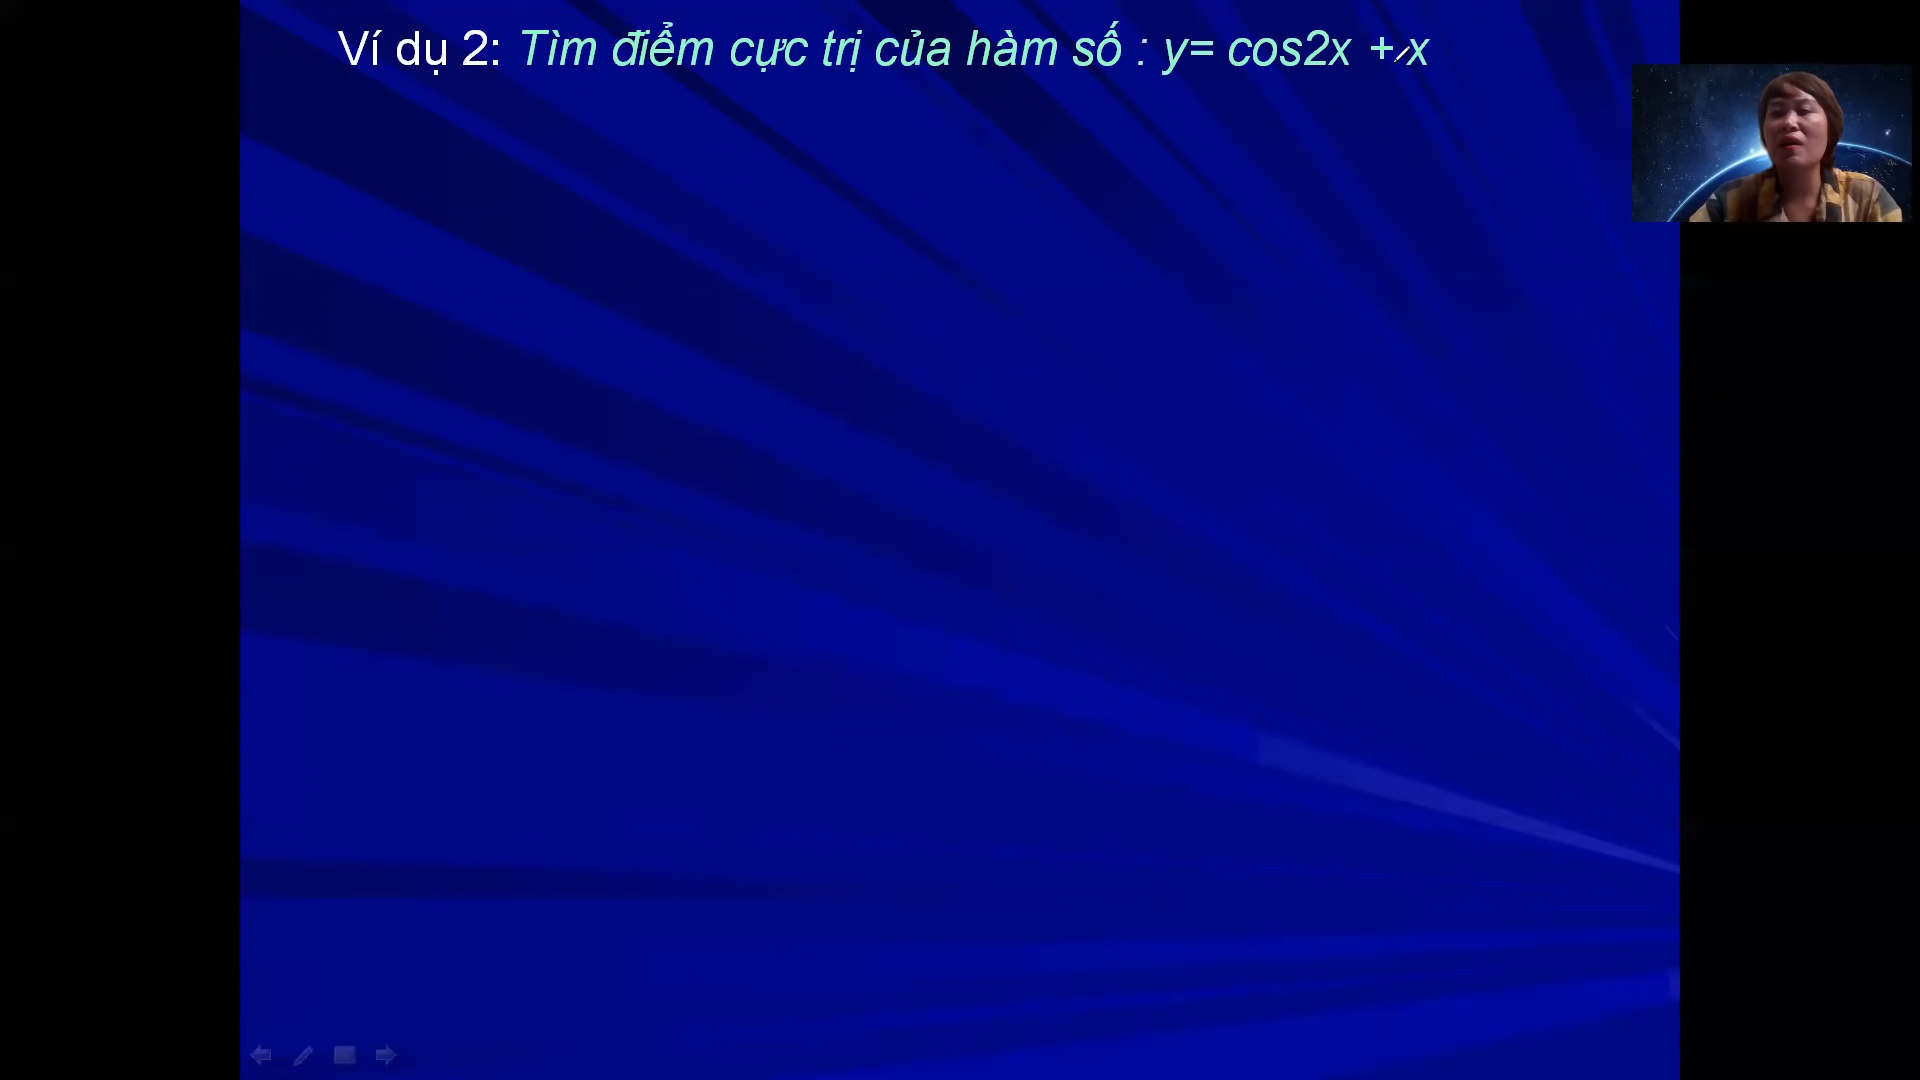 Ví dụ 2: Tìm điểm cực trị của hàm số : y= cos2x + x